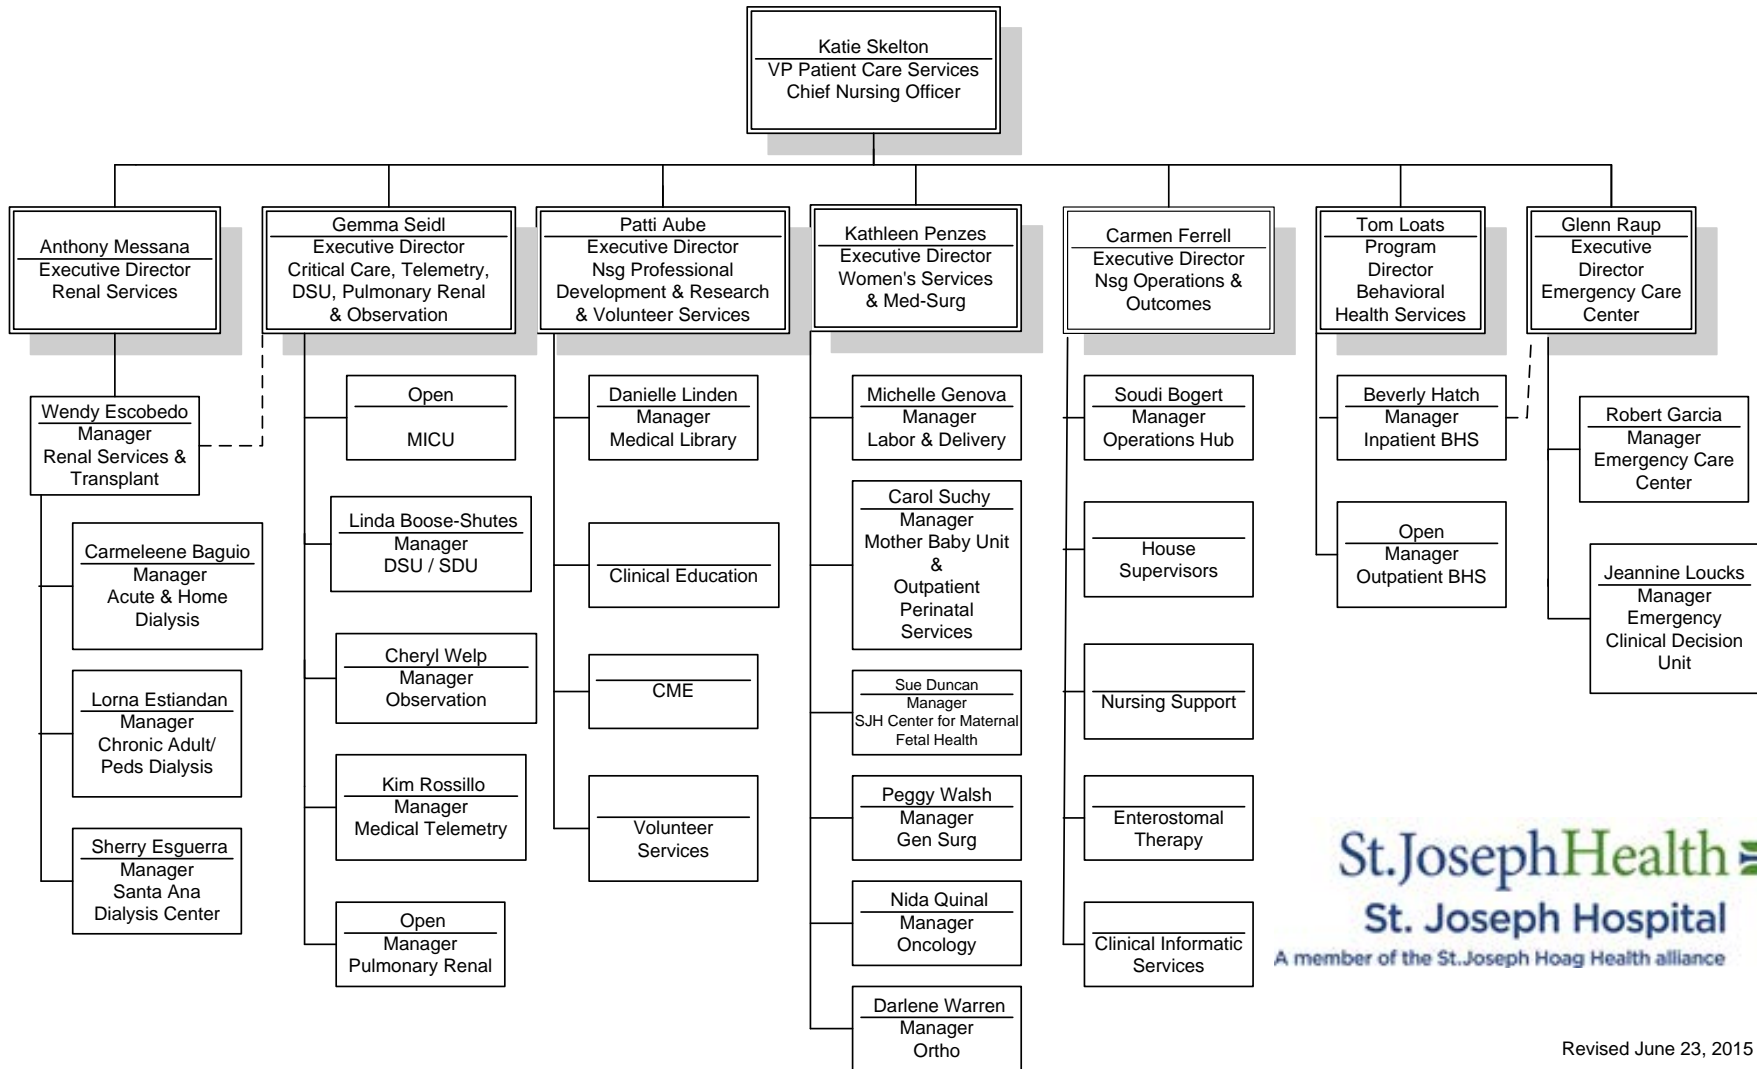 Katie Skelton
VP Patient Care Services
Chief Nursing Officer
Anthony Messana
Executive Director
Renal Services
Gemma Seidl
Executive Director
Critical Care, Telemetry,
DSU, Pulmonary Renal
& Observation
Patti Aube
Executive Director
Nsg Professional
Development & Research
& Volunteer Services
Kathleen Penzes
Executive Director
Women's Services
& Med-Surg
Carmen Ferrell
Executive Director
Nsg Operations &
Outcomes
Tom Loats
Program
Director
Behavioral
Health Services
Glenn Raup
Executive
Director
Emergency Care
Center
Wendy Escobedo
Manager
Renal Services &
Transplant
Carmeleene Baguio
Manager
Acute & Home
Dialysis
Lorna Estiandan
Manager
Chronic Adult/
Peds Dialysis
Sherry Esguerra
Manager
Santa Ana
Dialysis Center
Open
MICU
Linda Boose-Shutes
Manager
DSU / SDU
Cheryl Welp
Manager
Observation
Kim Rossillo
Manager
Medical Telemetry
Open
Manager
Pulmonary Renal
Danielle Linden
Manager
Medical Library
Clinical Education
CME
Volunteer
Services
Michelle Genova
Manager
Labor & Delivery
Carol Suchy
Manager
Mother Baby Unit
&
Outpatient
Perinatal
Services
Sue Duncan
Manager
SJH Center for Maternal
Fetal Health
Peggy Walsh
Manager
Gen Surg
Nida Quinal
Manager
Oncology
Darlene Warren
Manager
Ortho
Soudi Bogert
Manager
Operations Hub
House
Supervisors
Nursing Support
Enterostomal
Therapy
Clinical Informatic
Services
Beverly Hatch
Manager
Inpatient BHS
Open
Manager
Outpatient BHS
Robert Garcia
Manager
Emergency Care
Center
Jeannine Loucks
Manager
Emergency
Clinical Decision
Unit
St.JosephHealth
St. Joseph Hospital
A member of the St.Joseph Hoag Health alliance
Revised June 23, 2015